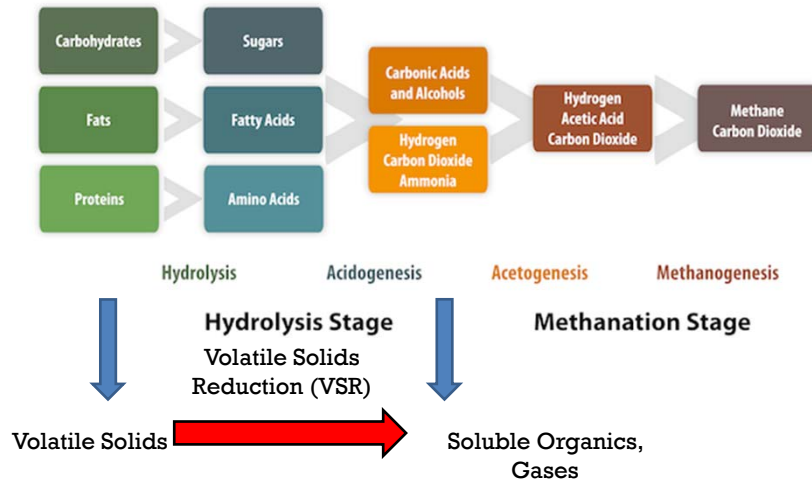 Carbohydrates
Sugars
Fats
Fatty Acids
Proteins
Amino Acids
Carbonic Acids
and Alcohols
Hydrogen
Carbon Dioxide
Ammonia
Hydrogen
Acetic Acid
Carbon Dioxide
Methane
Carbon Dioxide
Hydrolysis
Acidogenesis
Acetogenesis
Methanogenesis
Hydrolysis Stage
Methanation Stage
Volatile Solids
Reduction (VSR)
Volatile Solids
Soluble Organics,
Gases